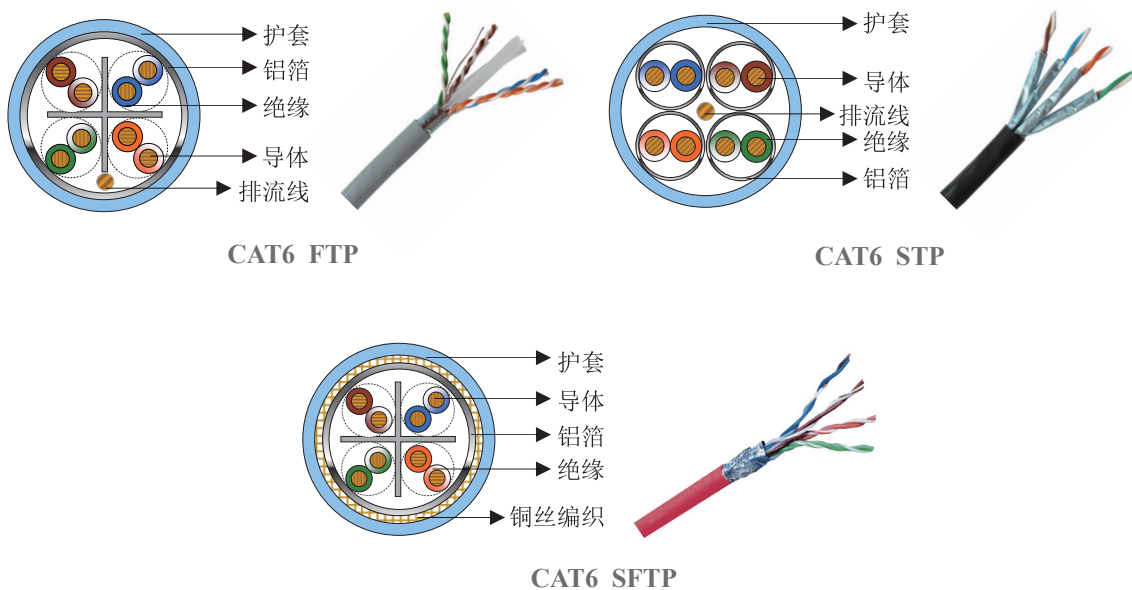 护套
铝箔
绝缘
导体
排流线
CAT6 FTP
护套
导体
排流线
绝缘
铝箔
CAT6 STP
护套
导体
铝箔
绝缘
铜丝编织
CAT6 SFTP